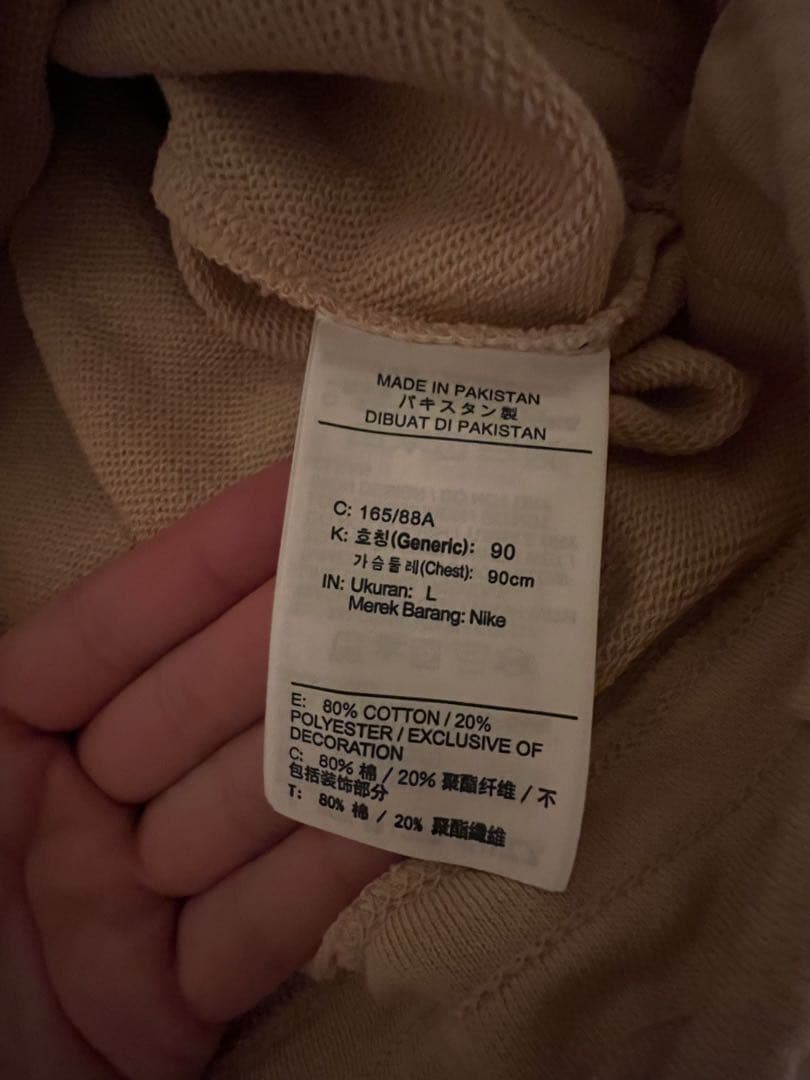 MADE IN PAKISTAN
パキスタン製
DIBUAT DI PAKISTAN
C: 165/88A
K: 호칭(Generic): 90
가슴둘레(Chest): 90cm
IN: Ukuran: L
Merek Barang: Nike
E: 80% COTTON / 20%
POLYESTER / EXCLUSIVE OF
DECORATION
C: 80% 棉 / 20% 聚酯纤维 / 不
包括装饰部分
T: 80% 棉 / 20% 聚酯纖維